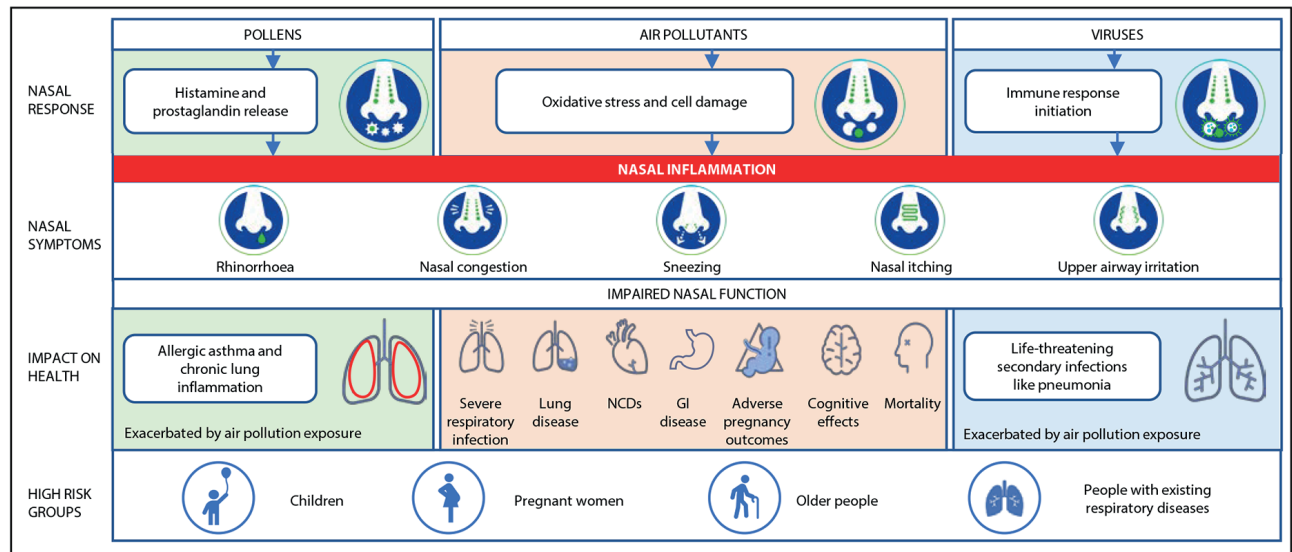 POLLENS
AIR POLLUTANTS
VIRUSES
NASAL
RESPONSE
Histamine and
prostaglandin release
Oxidative stress and cell damage
Immune response
initiation
NASAL INFLAMMATION
NASAL
SYMPTOMS
Rhinorrhoea
Nasal congestion
Sneezing
Nasal itching
Upper airway irritation
IMPAIRED NASAL FUNCTION
IMPACT ON
HEALTH
Allergic asthma and
chronic lung
inflammation
Exacerbated by air pollution exposure
Severe
respiratory
infection
Lung
disease
NCDs
GI
disease
Adverse
pregnancy
outcomes
Cognitive
effects
Mortality
Life-threatening
secondary infections
like pneumonia
Exacerbated by air pollution exposure
HIGH RISK
GROUPS
Children
Pregnant women
Older people
People with existing
respiratory diseases